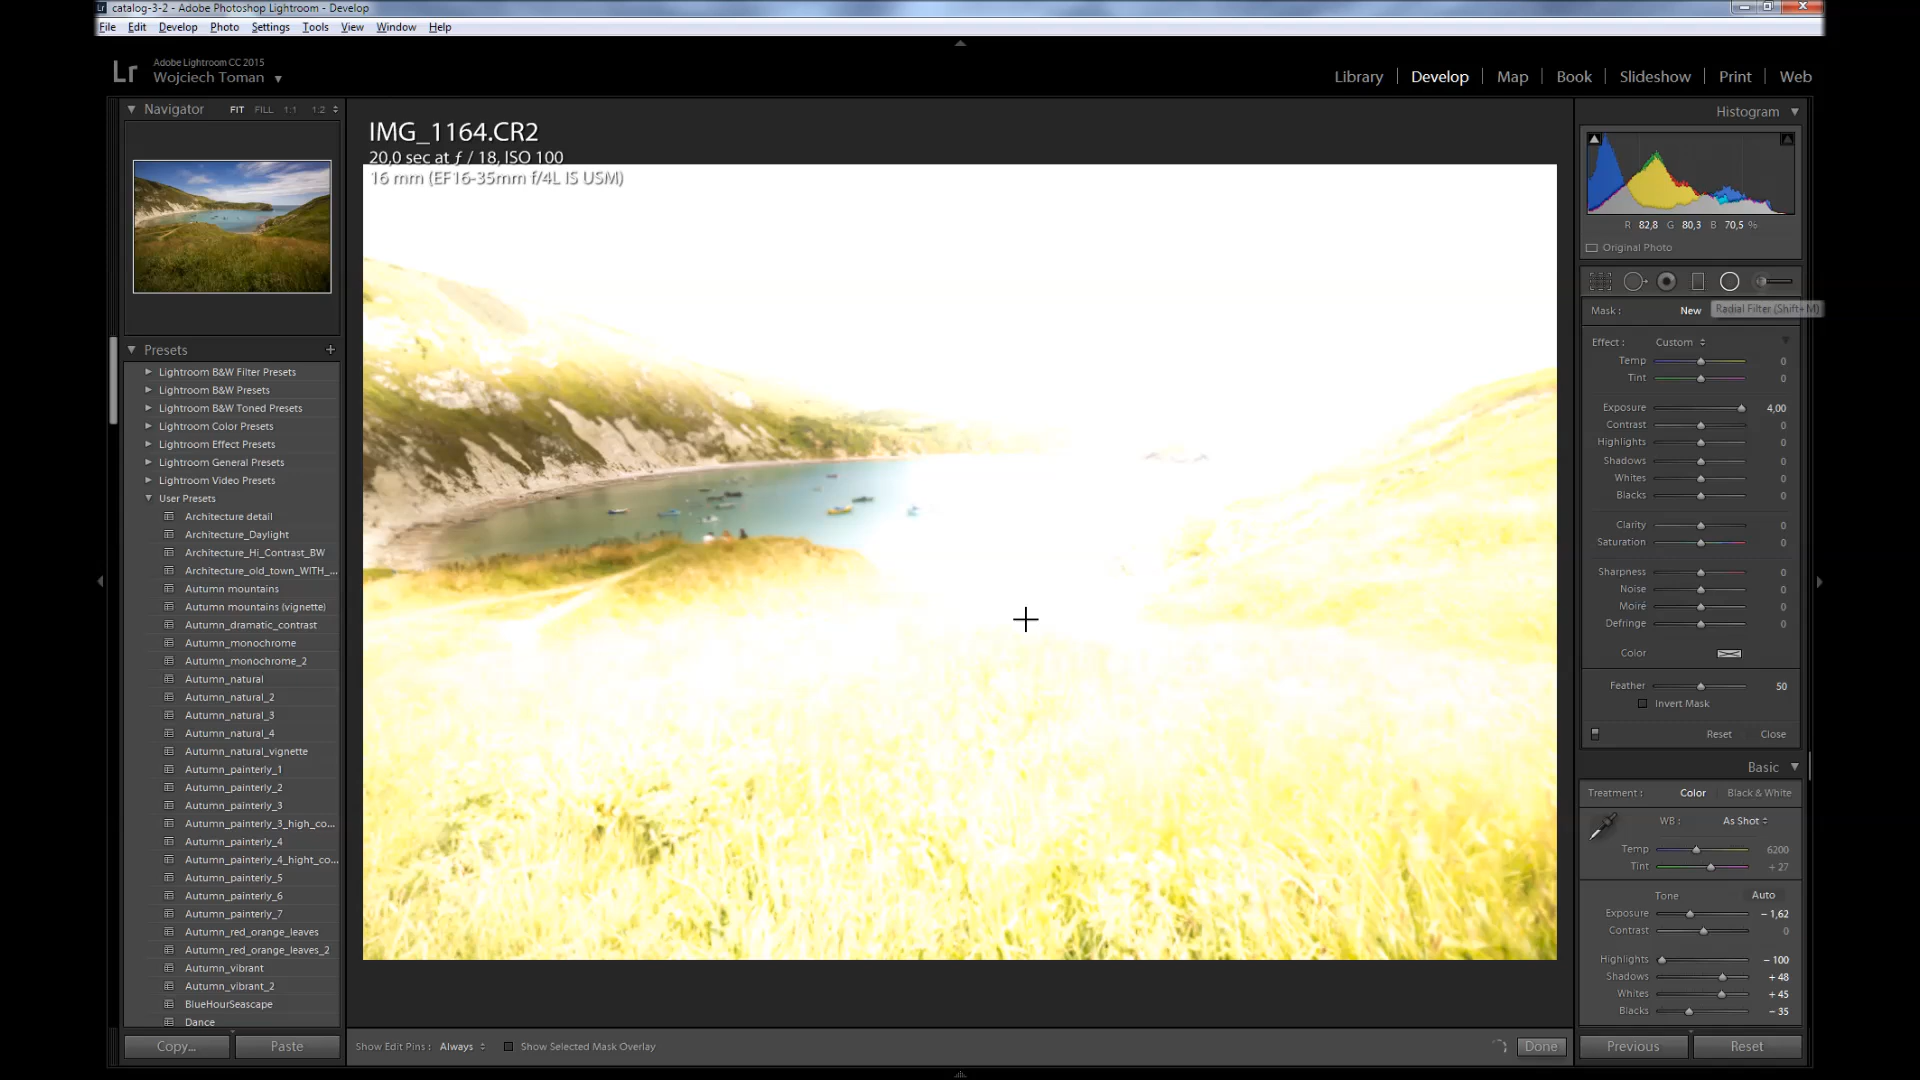 catalog-3-2 - Adobe Photoshop Lightroom - Develop
File Edit Develop Photo Settings Tools View Window Help
Lr
Adobe Lightroom CC 2015
Wojciech Toman
Library Develop Map Book Slideshow Print Web
Navigator FIT FILL 1:1 1:2
Presets +
Lightroom B&W Filter Presets
Lightroom B&W Presets
Lightroom B&W Toned Presets
Lightroom Color Presets
Lightroom Effect Presets
Lightroom General Presets
Lightroom Video Presets
User Presets
Architecture detail
Architecture_Daylight
Architecture_Hi_Contrast_BW
Architecture_old_town_WITH_...
Autumn mountains
Autumn mountains (vignette)
Autumn_dramatic_contrast
Autumn_monochrome
Autumn_monochrome_2
Autumn_natural
Autumn_natural_2
Autumn_natural_3
Autumn_natural_4
Autumn_natural_vignette
Autumn_painterly_1
Autumn_painterly_2
Autumn_painterly_3
Autumn_painterly_3_high_co...
Autumn_painterly_4
Autumn_painterly_4_hight_co...
Autumn_painterly_5
Autumn_painterly_6
Autumn_painterly_7
Autumn_red_orange_leaves
Autumn_red_orange_leaves_2
Autumn_vibrant
Autumn_vibrant_2
BlueHourSeascape
Dance
Copy... Paste
IMG_1164.CR2
20,0 sec at ƒ / 18, ISO 100
16 mm (EF16-35mm f/4L IS USM)
Show Edit Pins : Always Show Selected Mask Overlay Done
Histogram
R 82,8 G 80,3 B 70,5 %
Original Photo
Mask : New
Radial Filter (Shift+M)
Effect : Custom
Temp 0
Tint 0
Exposure 4,00
Contrast 0
Highlights 0
Shadows 0
Whites 0
Blacks 0
Clarity 0
Saturation 0
Sharpness 0
Noise 0
Moiré 0
Defringe 0
Color
Feather 50
Invert Mask
Reset Close
Basic
Treatment : Color Black & White
WB : As Shot
Temp 6200
Tint + 27
Tone Auto
Exposure − 1,62
Contrast 0
Highlights − 100
Shadows + 48
Whites + 45
Blacks − 35
Previous Reset